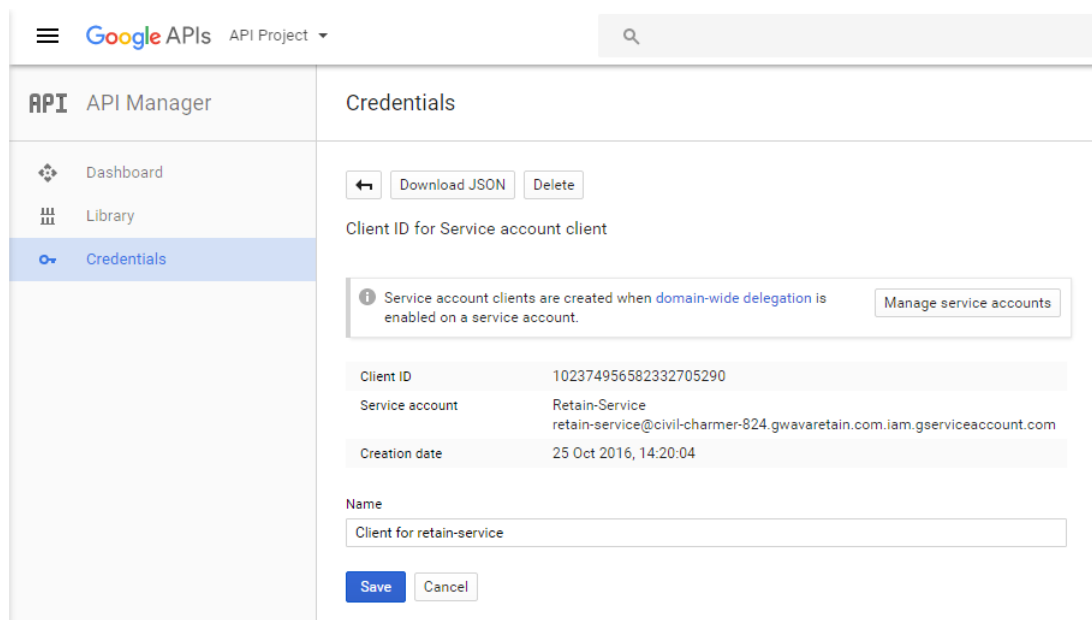 Google APIs API Project
API API Manager
Credentials
Dashboard
Library
Credentials
Download JSON Delete
Client ID for Service account client
Service account clients are created when domain-wide delegation is
enabled on a service account.
Manage service accounts
Client ID 102374956582332705290
Service account Retain-Service
retain-service@civil-charmer-824.gwavaretain.com.iam.gserviceaccount.com
Creation date 25 Oct 2016, 14:20:04
Name
Client for retain-service
Save Cancel